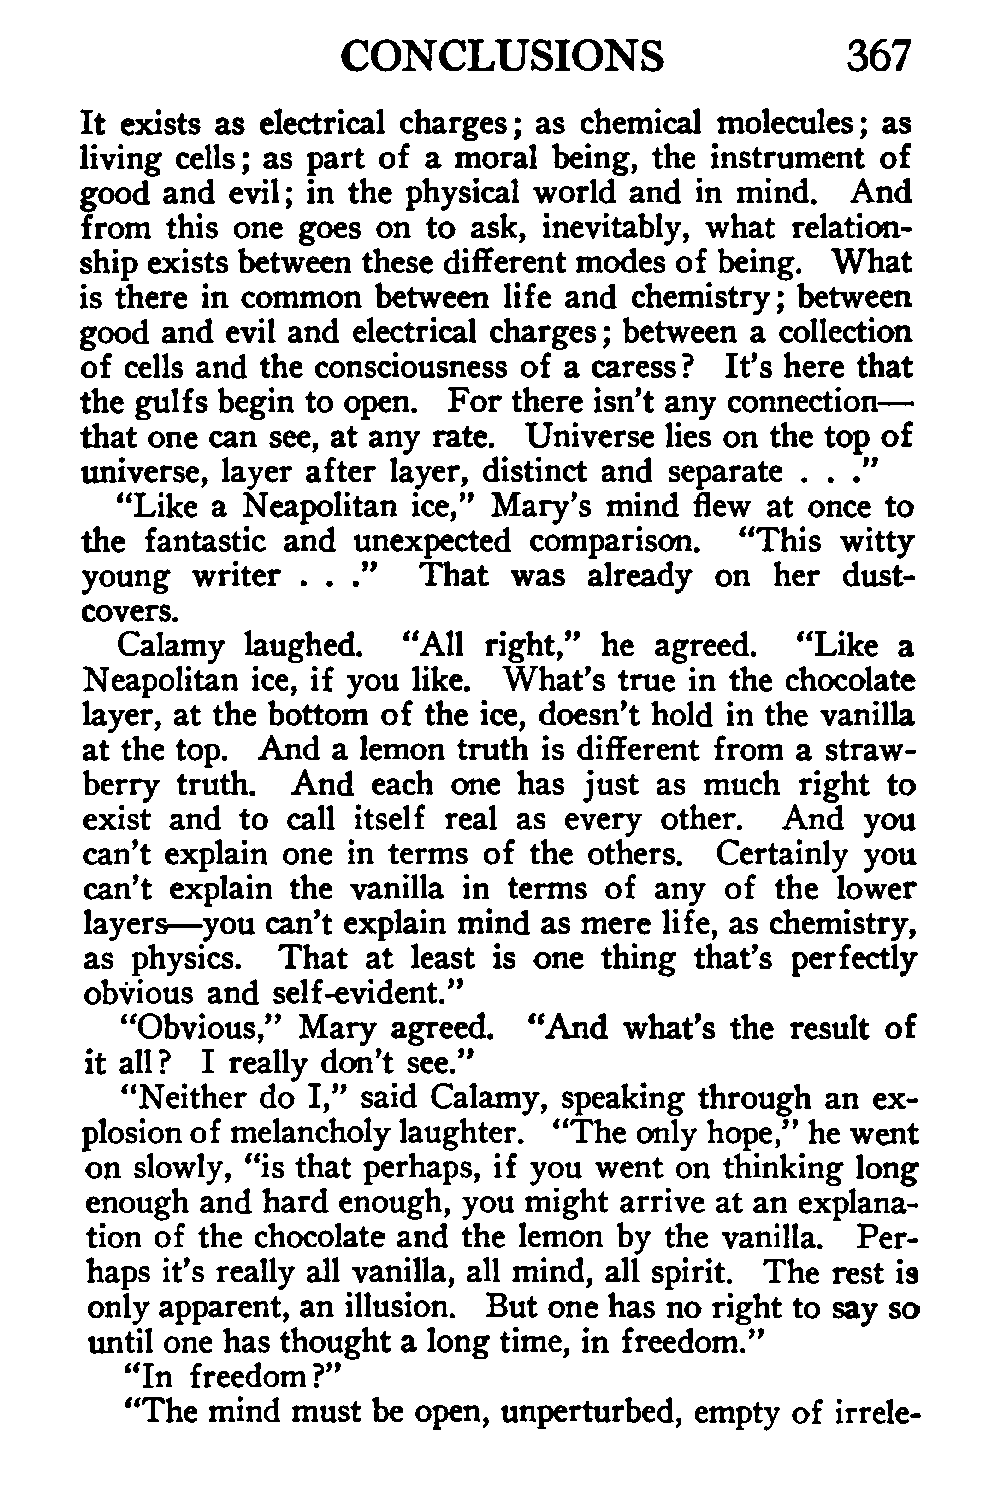 CONCLUSIONS 367
It exists as electrical charges; as chemical molecules; as
living cells; as part of a moral being, the instrument of
good and evil; in the physical world and in mind. And
from this one goes on to ask, inevitably, what relation-
ship exists between these different modes of being. What
is there in common between life and chemistry; between
good and evil and electrical charges; between a collection
of cells and the consciousness of a caress? It's here that
the gulfs begin to open. For there isn't any connection—
that one can see, at any rate. Universe lies on the top of
universe, layer after layer, distinct and separate . . ."
"Like a Neapolitan ice," Mary's mind flew at once to
the fantastic and unexpected comparison. "This witty
young writer . . ." That was already on her dust-
covers.
Calamy laughed. "All right," he agreed. "Like a
Neapolitan ice, if you like. What's true in the chocolate
layer, at the bottom of the ice, doesn't hold in the vanilla
at the top. And a lemon truth is different from a straw-
berry truth. And each one has just as much right to
exist and to call itself real as every other. And you
can't explain one in terms of the others. Certainly you
can't explain the vanilla in terms of any of the lower
layers—you can't explain mind as mere life, as chemistry,
as physics. That at least is one thing that's perfectly
obvious and self-evident."
"Obvious," Mary agreed. "And what's the result of
it all? I really don't see."
"Neither do I," said Calamy, speaking through an ex-
plosion of melancholy laughter. "The only hope," he went
on slowly, "is that perhaps, if you went on thinking long
enough and hard enough, you might arrive at an explana-
tion of the chocolate and the lemon by the vanilla. Per-
haps it's really all vanilla, all mind, all spirit. The rest is
only apparent, an illusion. But one has no right to say so
until one has thought a long time, in freedom."
"In freedom?"
"The mind must be open, unperturbed, empty of irrele-